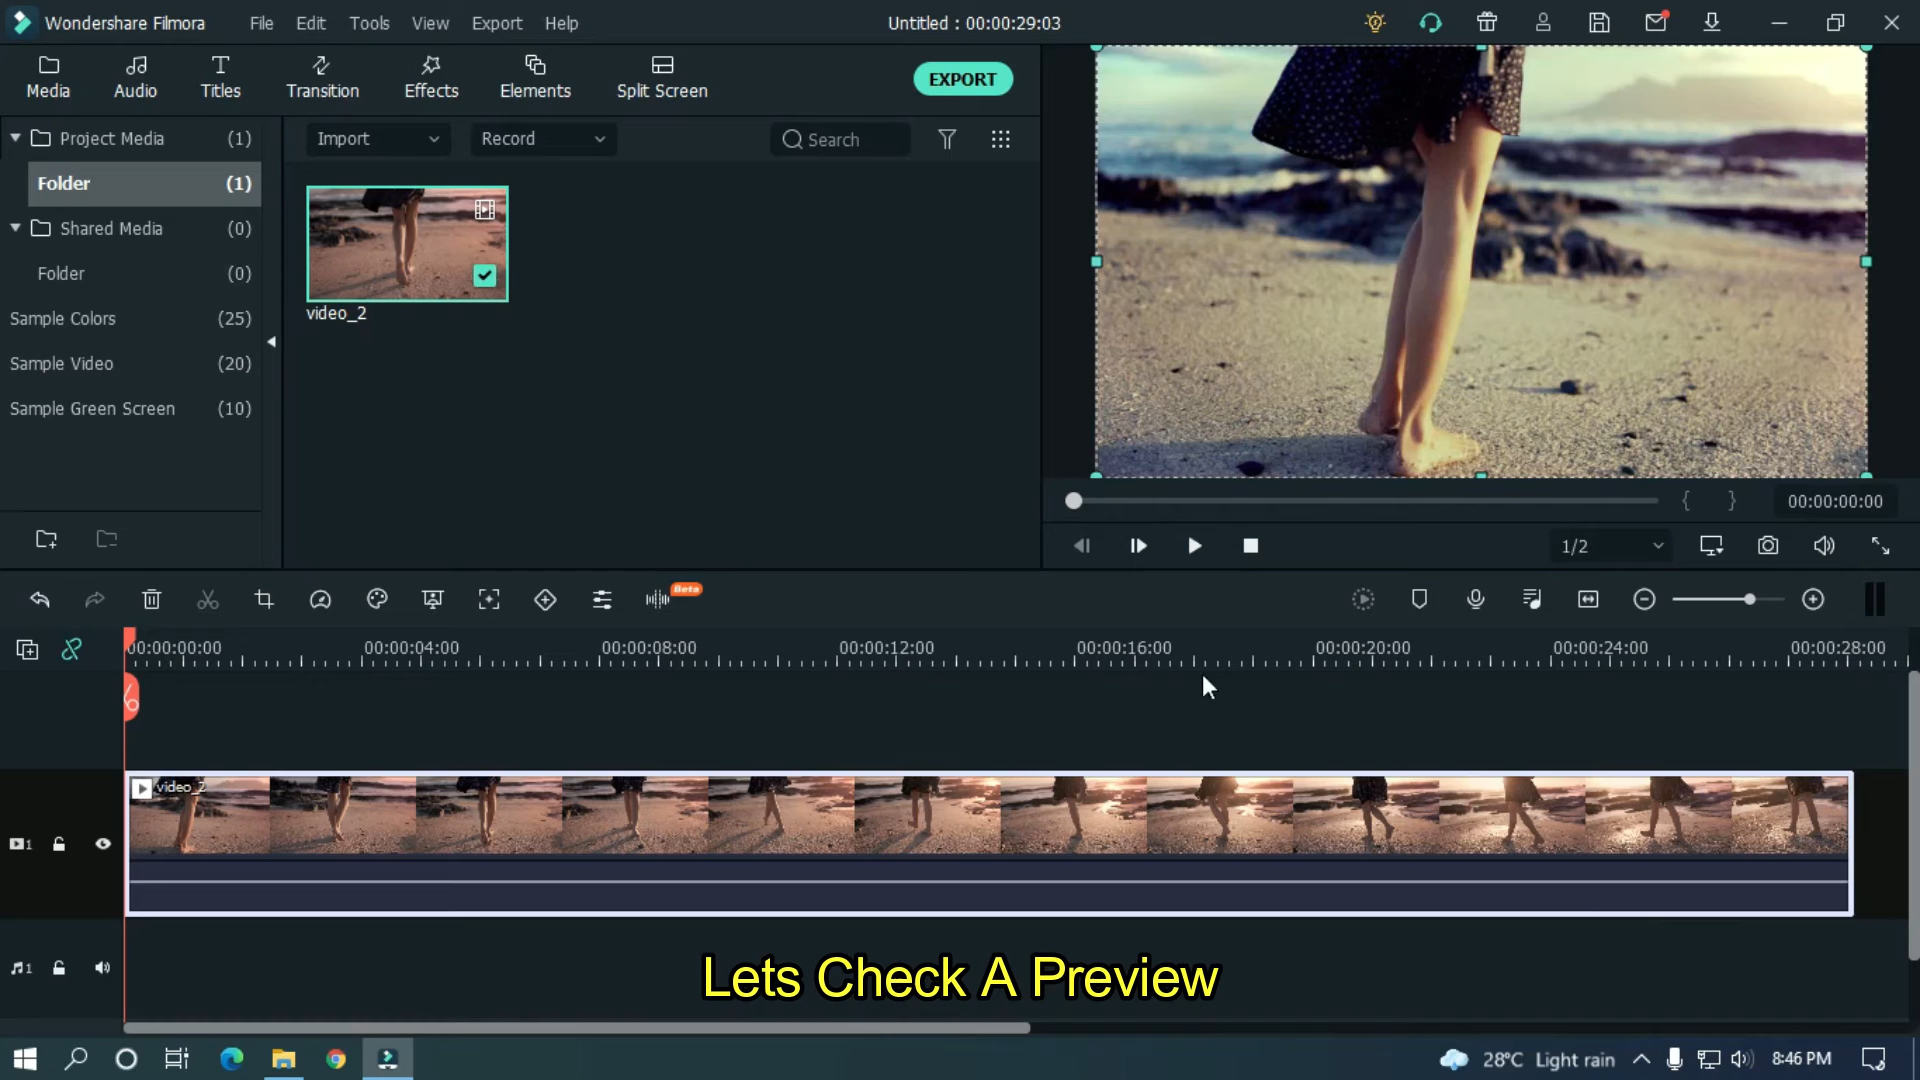 Wondershare Filmora File Edit Tools View Export Help Untitled : 00:00:29:03
Media Audio Titles Transition Effects Elements Split Screen EXPORT
Project Media (1) Import Record Search
Folder (1)
Shared Media (0)
Folder (0)
video_2
Sample Colors (25)
Sample Video (20)
Sample Green Screen (10)
{ } 00:00:00:00
1/2
Beta
00:00:00:00 00:00:04:00 00:00:08:00 00:00:12:00 00:00:16:00 00:00:20:00 00:00:24:00 00:00:28:00
video_2
1
1
Lets Check A Preview
28°C Light rain 8:46 PM